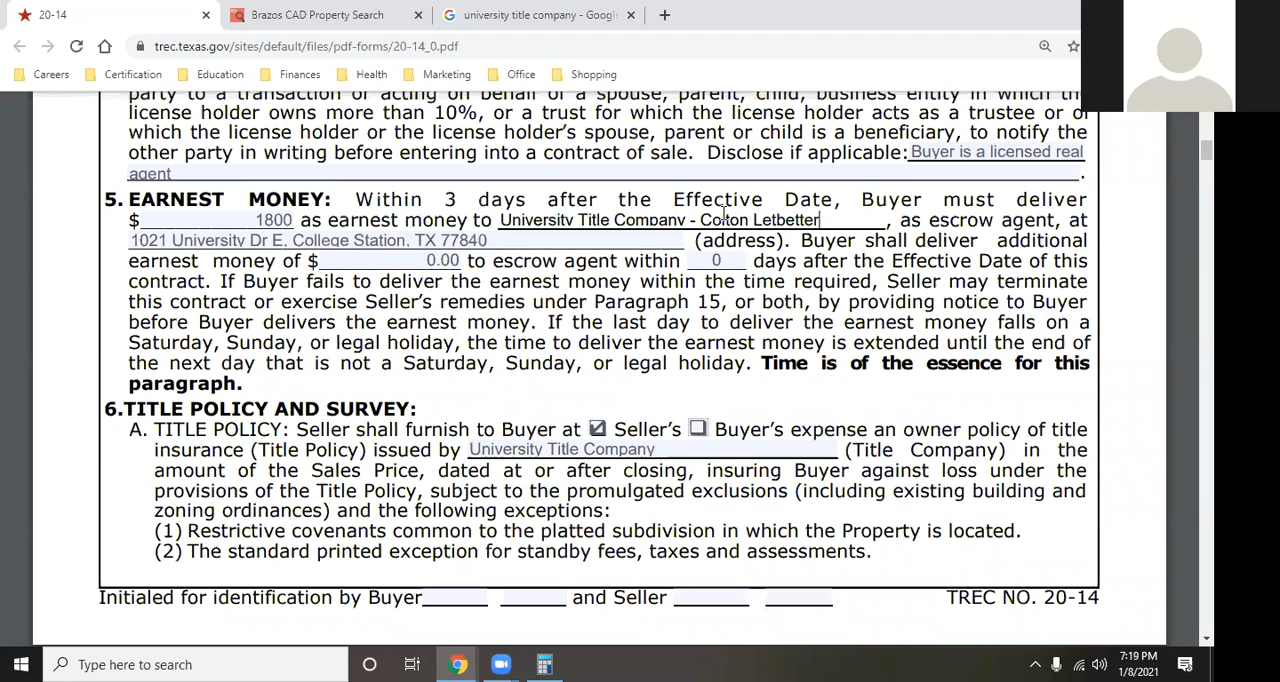 20-14
Brazos CAD Property Search
university title company - Google
trec.texas.gov/sites/default/files/pdf-forms/20-14_0.pdf
Careers Certification Education Finances Health Marketing Office Shopping
party to a transaction or acting on behalf of a spouse, parent, child, business entity in which the
license holder owns more than 10%, or a trust for which the license holder acts as a trustee or of
which the license holder or the license holder's spouse, parent or child is a beneficiary, to notify the
other party in writing before entering into a contract of sale. Disclose if applicable: Buyer is a licensed real
agent .
5. EARNEST MONEY: Within 3 days after the Effective Date, Buyer must deliver
$ 1800 as earnest money to University Title Company - Colton Letbetter, as escrow agent, at
1021 University Dr E, College Station, TX 77840 (address). Buyer shall deliver additional
earnest money of $ 0.00 to escrow agent within 0 days after the Effective Date of this
contract. If Buyer fails to deliver the earnest money within the time required, Seller may terminate
this contract or exercise Seller's remedies under Paragraph 15, or both, by providing notice to Buyer
before Buyer delivers the earnest money. If the last day to deliver the earnest money falls on a
Saturday, Sunday, or legal holiday, the time to deliver the earnest money is extended until the end of
the next day that is not a Saturday, Sunday, or legal holiday. Time is of the essence for this
paragraph.
6.TITLE POLICY AND SURVEY:
A. TITLE POLICY: Seller shall furnish to Buyer at Seller's Buyer's expense an owner policy of title
insurance (Title Policy) issued by University Title Company (Title Company) in the
amount of the Sales Price, dated at or after closing, insuring Buyer against loss under the
provisions of the Title Policy, subject to the promulgated exclusions (including existing building and
zoning ordinances) and the following exceptions:
(1) Restrictive covenants common to the platted subdivision in which the Property is located.
(2) The standard printed exception for standby fees, taxes and assessments.
Initialed for identification by Buyer and Seller TREC NO. 20-14
Type here to search
7:19 PM
1/8/2021